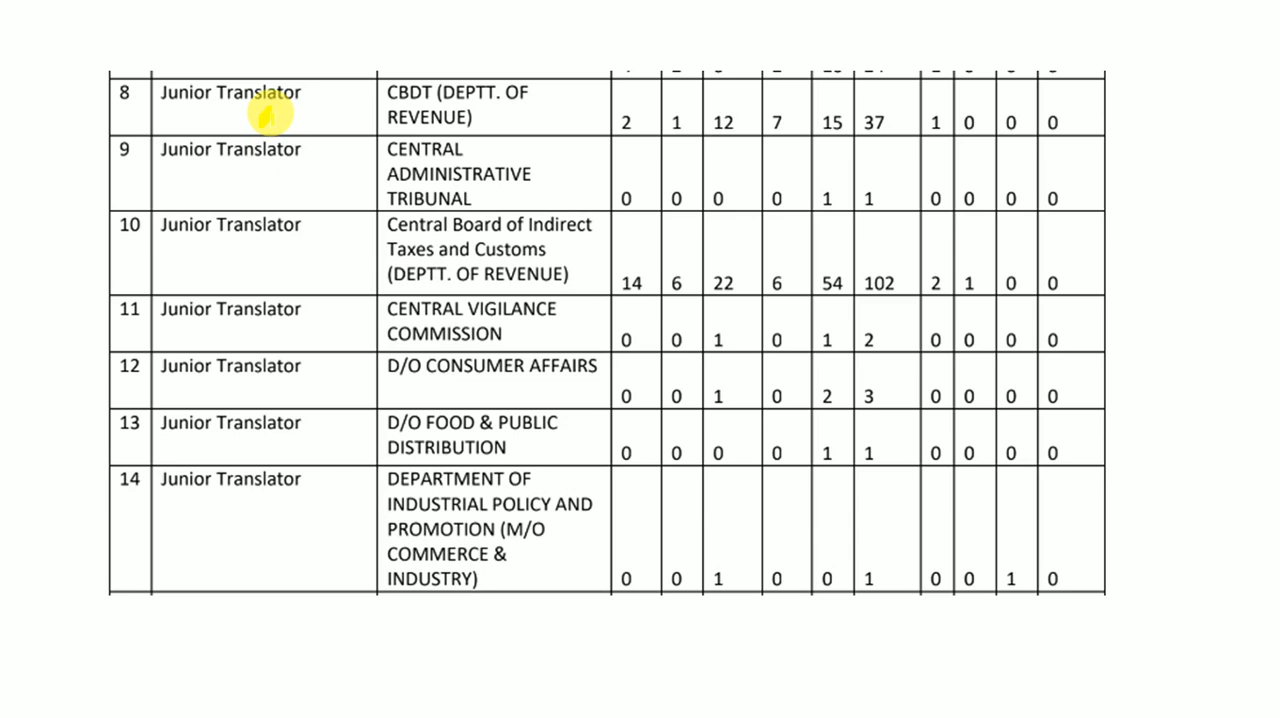 8 Junior Translator CBDT (DEPTT. OF
REVENUE) 2 1 12 7 15 37 1 0 0 0
9 Junior Translator CENTRAL
ADMINISTRATIVE
TRIBUNAL 0 0 0 0 1 1 0 0 0 0
10 Junior Translator Central Board of Indirect
Taxes and Customs
(DEPTT. OF REVENUE) 14 6 22 6 54 102 2 1 0 0
11 Junior Translator CENTRAL VIGILANCE
COMMISSION 0 0 1 0 1 2 0 0 0 0
12 Junior Translator D/O CONSUMER AFFAIRS
0 0 1 0 2 3 0 0 0 0
13 Junior Translator D/O FOOD & PUBLIC
DISTRIBUTION 0 0 0 0 1 1 0 0 0 0
14 Junior Translator DEPARTMENT OF
INDUSTRIAL POLICY AND
PROMOTION (M/O
COMMERCE &
INDUSTRY) 0 0 1 0 0 1 0 0 1 0